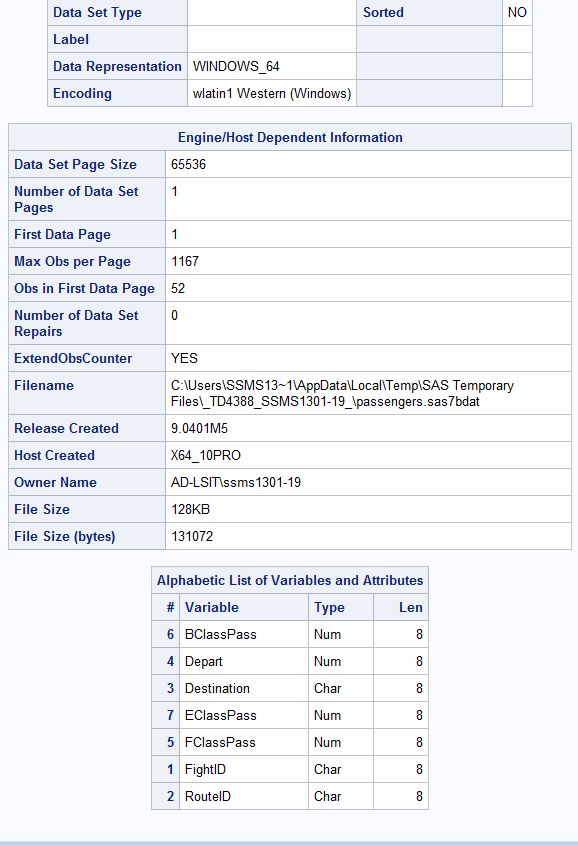 Data Set Type Sorted NO
Label
Data Representation WINDOWS_64
Encoding wlatin1 Western (Windows)
Engine/Host Dependent Information
Data Set Page Size 65536
Number of Data Set 1
Pages
First Data Page 1
Max Obs per Page 1167
Obs in First Data Page 52
Number of Data Set 0
Repairs
ExtendObsCounter YES
Filename C:\Users\SSMS13~1\AppData\Local\Temp\SAS Temporary
Files\_TD4388_SSMS1301-19_\passengers.sas7bdat
Release Created 9.0401M5
Host Created X64_10PRO
Owner Name AD-LSIT\ssms1301-19
File Size 128KB
File Size (bytes) 131072
Alphabetic List of Variables and Attributes
# Variable Type Len
6 BClassPass Num 8
4 Depart Num 8
3 Destination Char 8
7 EClassPass Num 8
5 FClassPass Num 8
1 FightID Char 8
2 RouteID Char 8